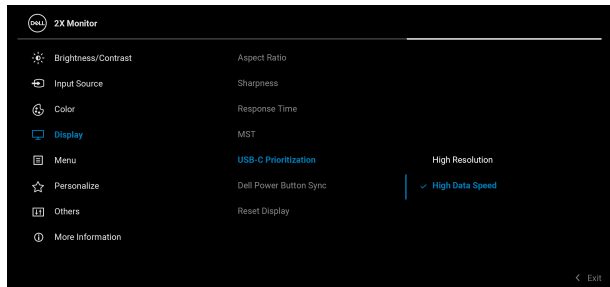 DELL 2X Monitor
Brightness/Contrast
Input Source
Color
Display
Menu
Personalize
Others
More Information
Aspect Ratio
Sharpness
Response Time
MST
USB-C Prioritization
Dell Power Button Sync
Reset Display
High Resolution
High Data Speed
Exit